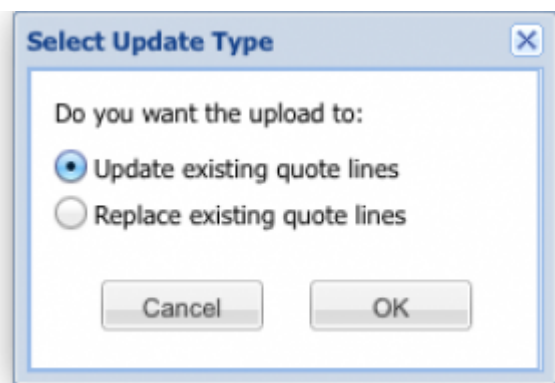 Select Update Type
Do you want the upload to:
Update existing quote lines
Replace existing quote lines
Cancel OK